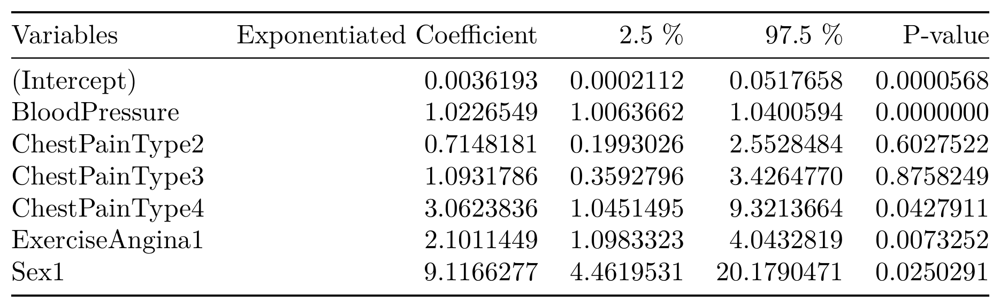 Variables Exponentiated Coefficient 2.5 % 97.5 % P-value
(Intercept) 0.0036193 0.0002112 0.0517658 0.0000568
BloodPressure 1.0226549 1.0063662 1.0400594 0.0000000
ChestPainType2 0.7148181 0.1993026 2.5528484 0.6027522
ChestPainType3 1.0931786 0.3592796 3.4264770 0.8758249
ChestPainType4 3.0623836 1.0451495 9.3213664 0.0427911
ExerciseAngina1 2.1011449 1.0983323 4.0432819 0.0073252
Sex1 9.1166277 4.4619531 20.1790471 0.0250291